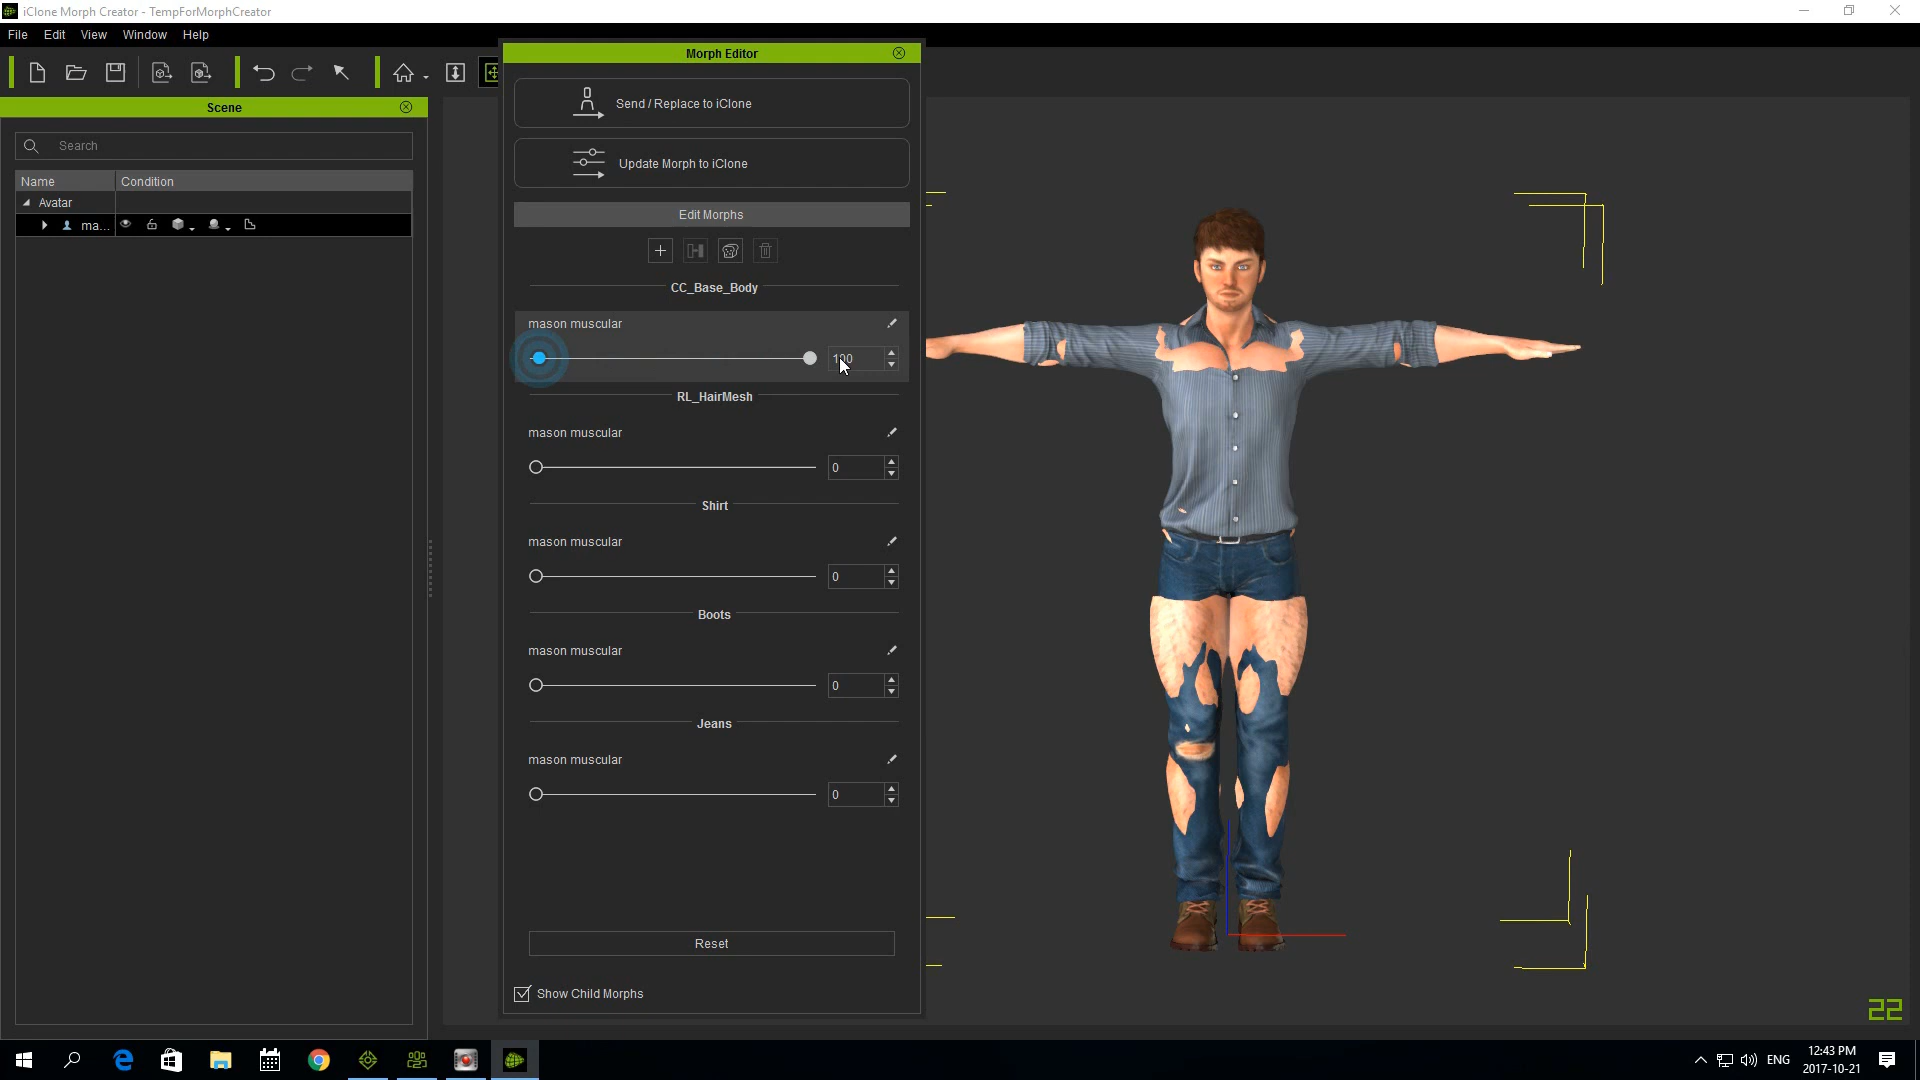 iClone Morph Creator - TempForMorphCreator
File Edit View Window Help
Morph Editor
Scene
Send / Replace to iClone
Search
Update Morph to iClone
Name Condition
Avatar
ma...
Edit Morphs
CC_Base_Body
mason muscular
100
RL_HairMesh
mason muscular
0
Shirt
mason muscular
0
Boots
mason muscular
0
Jeans
mason muscular
0
Reset
Show Child Morphs
22
ENG
12:43 PM
2017-10-21